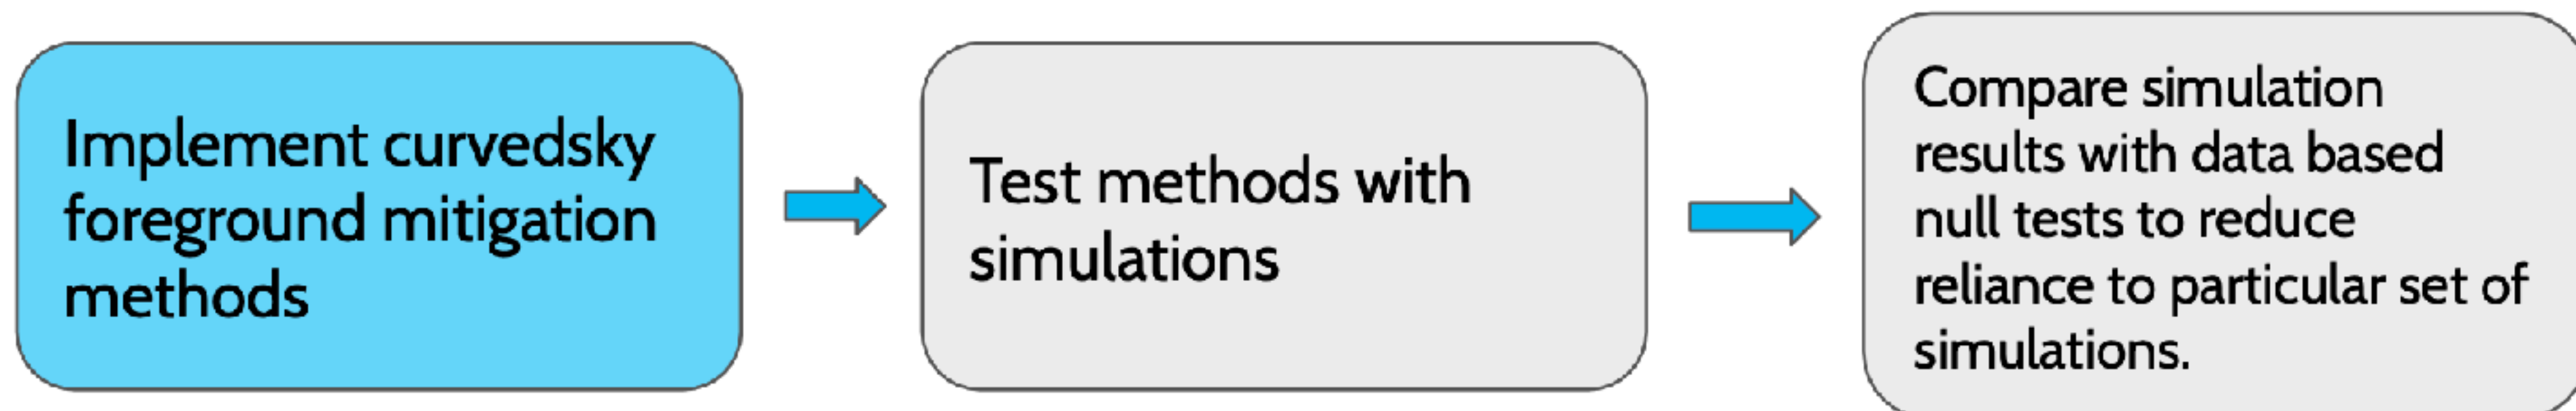 Implement curvedsky
foreground mitigation
methods
Test methods with
simulations
Compare simulation
results with data based
null tests to reduce
reliance to particular set of
simulations.